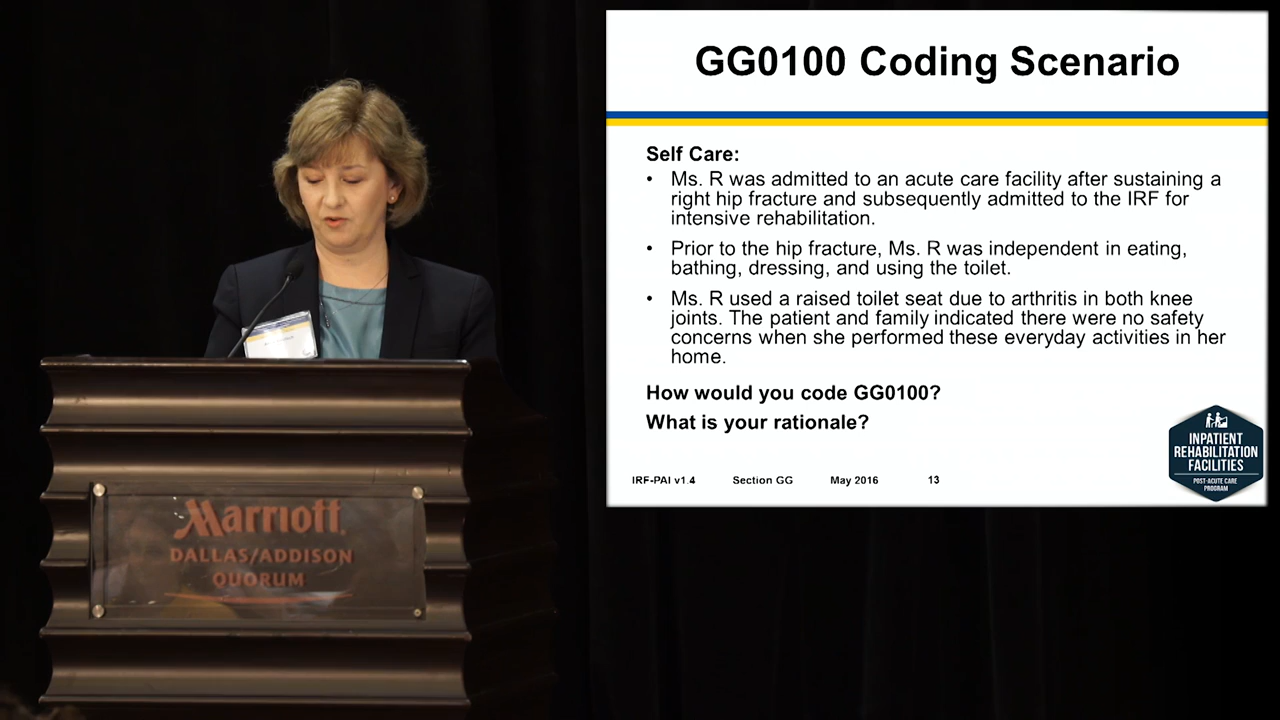 GG0100 Coding Scenario
Self Care:
• Ms. R was admitted to an acute care facility after sustaining a
right hip fracture and subsequently admitted to the IRF for
intensive rehabilitation.
• Prior to the hip fracture, Ms. R was independent in eating,
bathing, dressing, and using the toilet.
• Ms. R used a raised toilet seat due to arthritis in both knee
joints. The patient and family indicated there were no safety
concerns when she performed these everyday activities in her
home.
How would you code GG0100?
What is your rationale?
IRF-PAI v1.4 Section GG May 2016 13
INPATIENT
REHABILITATION
FACILITIES
POST-ACUTE CARE
PROGRAM
Marriott
DALLAS/ADDISON
QUORUM